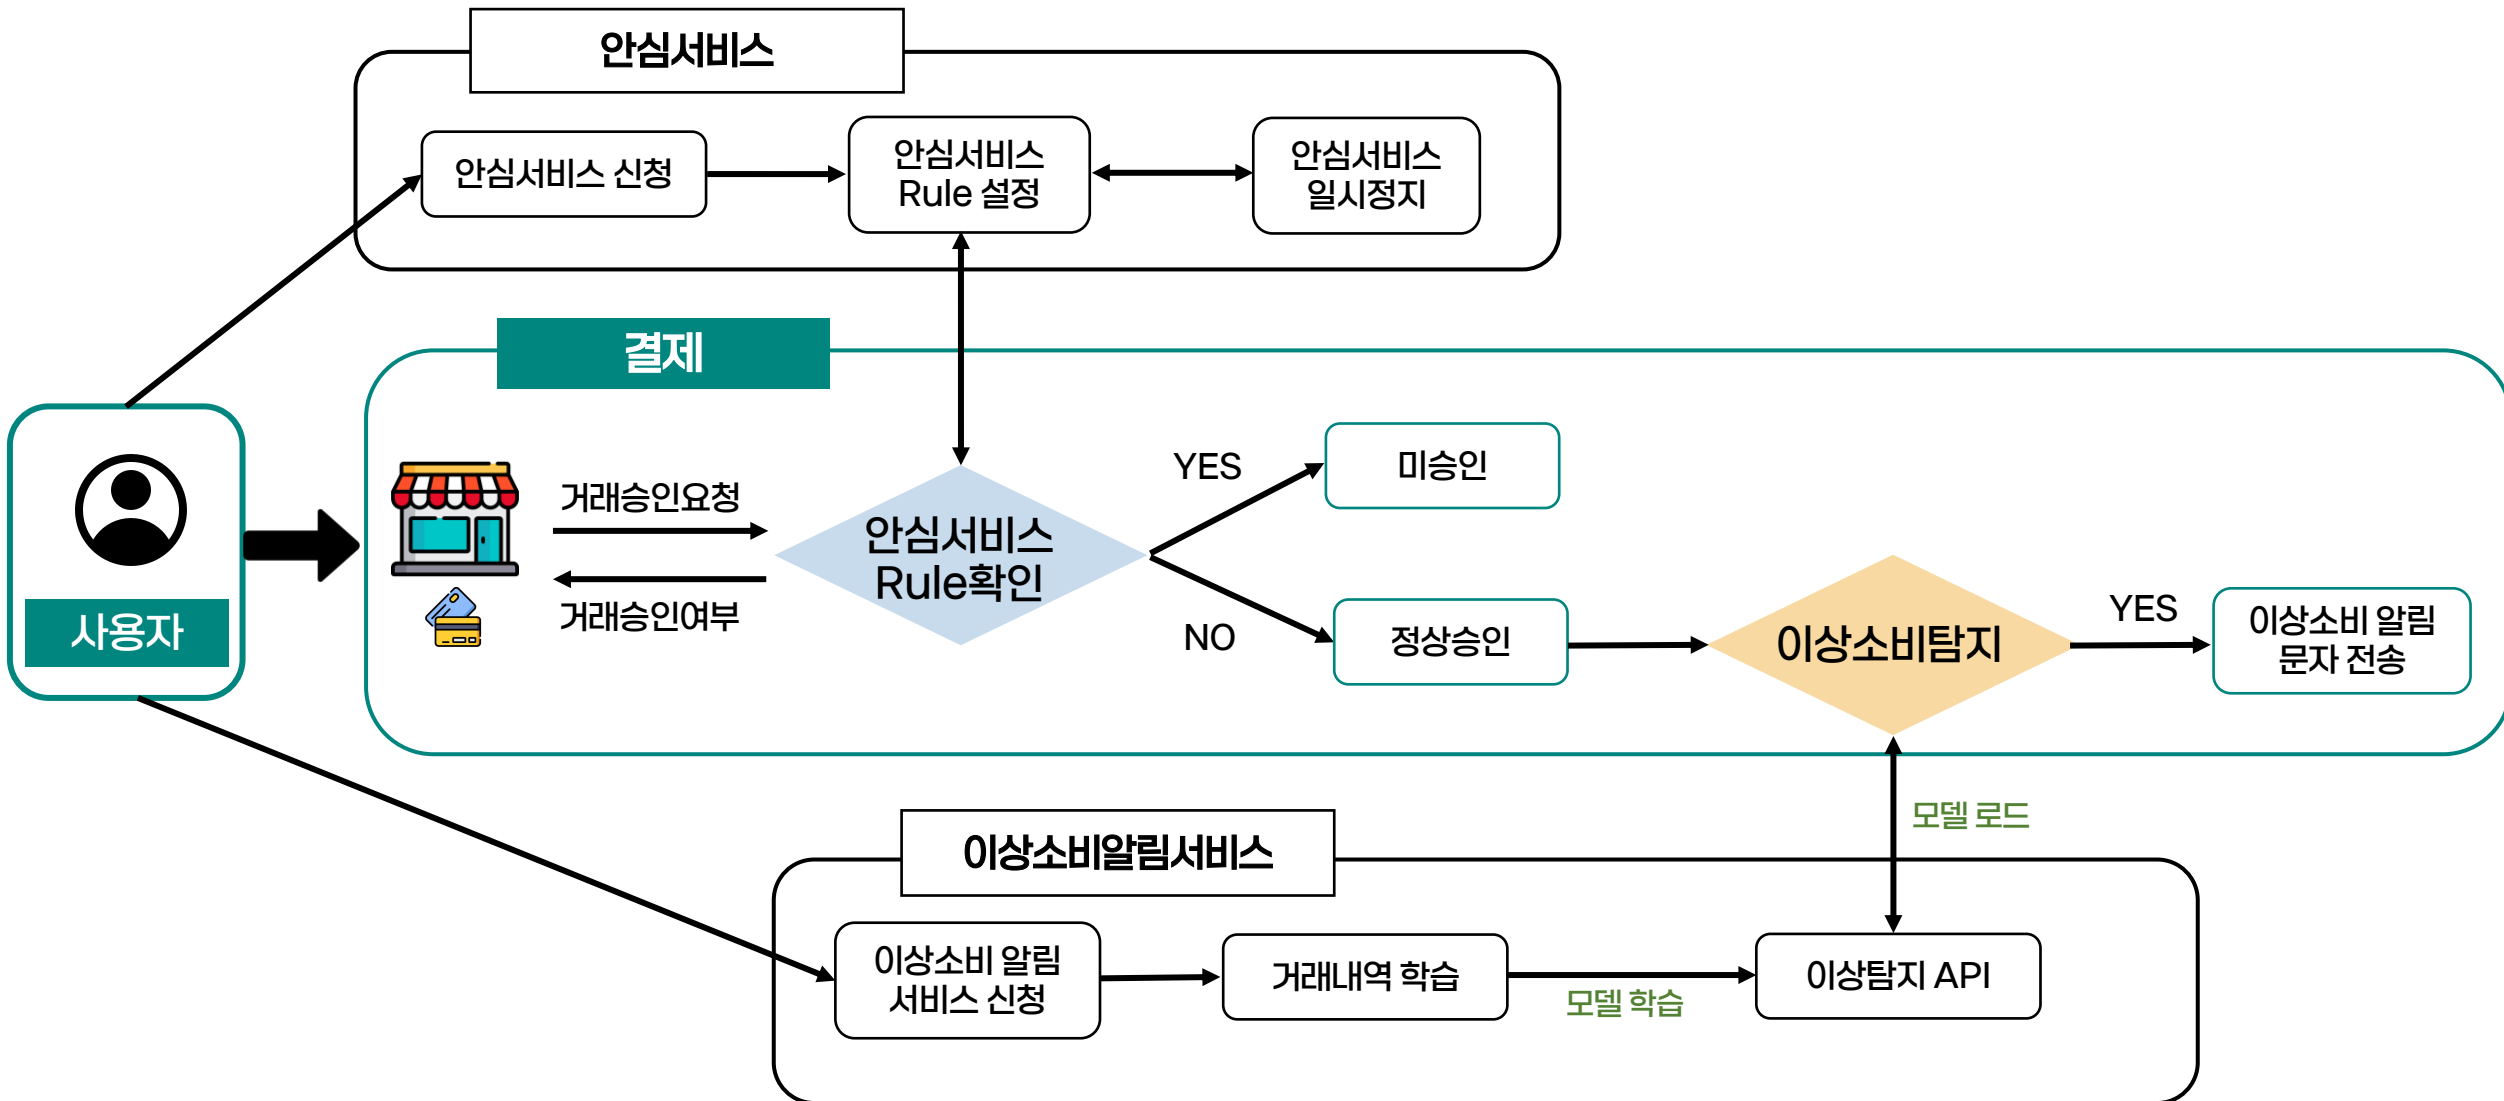 안심서비스
안심서비스 신청
안심서비스
Rule 설정
안심서비스
일시정지
결제
사용자
거래승인요청
거래승인여부
안심서비스
Rule확인
YES
미승인
NO
정상승인
이상소비탐지
YES
이상소비 알림
문자 전송
모델 로드
이상소비알림서비스
이상소비 알림
서비스 신청
거래내역 학습
모델 학습
이상탐지 API